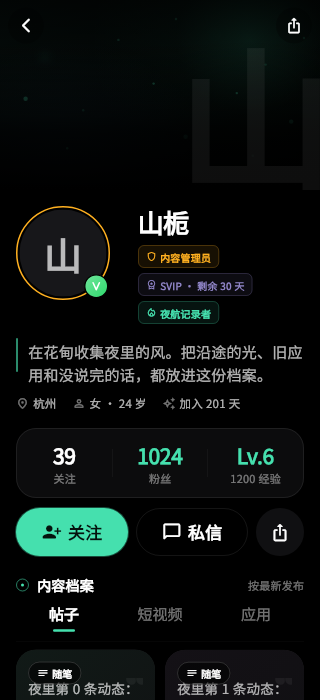 山
山
V
山栀
内容管理员
SVIP · 剩余 30 天
夜航记录者
在花甸收集夜里的风。把沿途的光、旧应
用和没说完的话，都放进这份档案。
杭州 女 · 24 岁 加入 201 天
39 1024 Lv.6
关注 粉丝 1200 经验
关注 私信
内容档案 按最新发布
帖子 短视频 应用
随笔 随笔
夜里第 0 条动态： 夜里第 1 条动态：